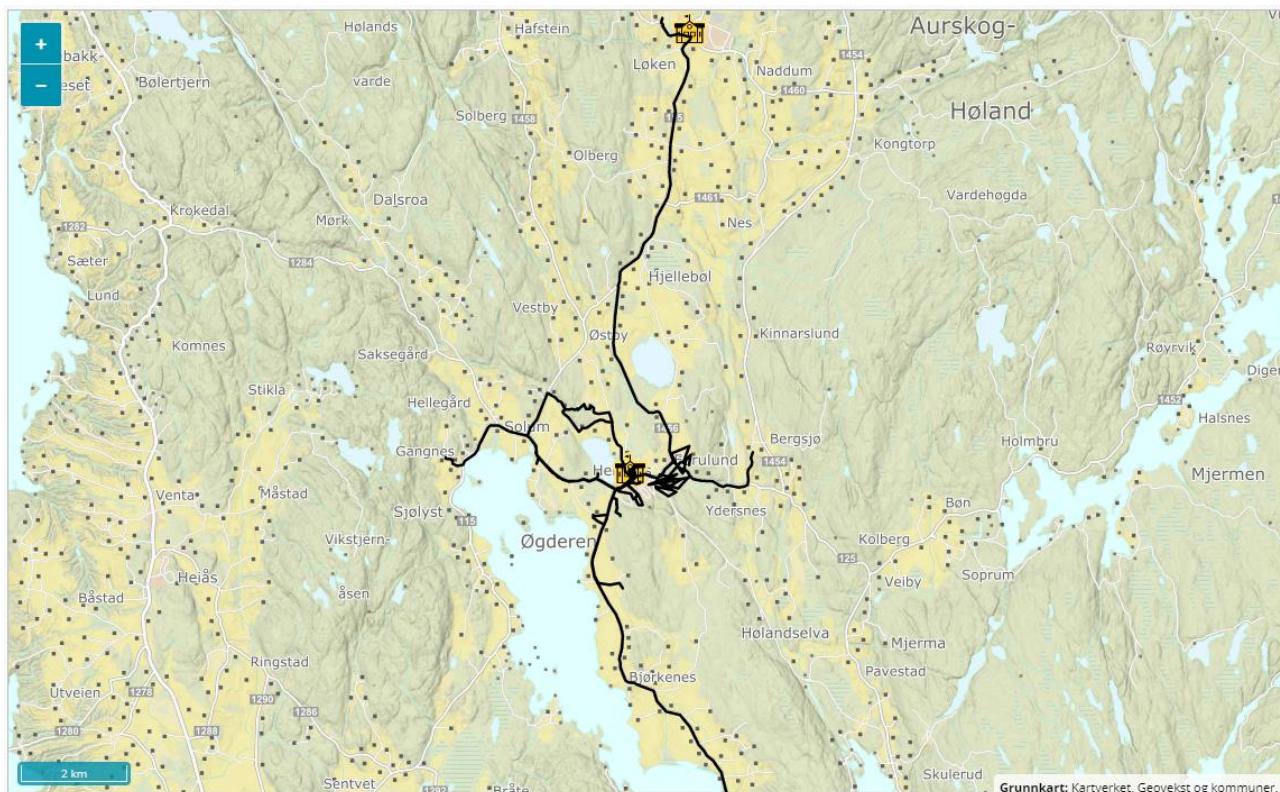 +
−
Hølands
varde
Hafstein
Aurskog-
Bølertjern
Løken
1454
Naddum
1460
Høland
Solberg
1458
Kongtorp
Olberg
Vardehøgda
Dalsroa
1461
Krokedal
Mørk
Nes
1282
1284
Sæter
Lund
Hjellebøl
Vestby
Komnes
Østby
Kinnarslund
Saksegård
Røyrvik
Stikla
Hellegård
1452
Halsnes
Solum
Gangnes
Bergsjø
Holmbru
1454
Mjermen
Venta
Måstad
Sjølyst
Ydersnes
Bøn
115
Vikstjern-
åsen
Øgderen
Kolberg
125
Heiås
Båstad
Veiby
Soprum
Hølandselva
Mjerma
Ringstad
Pavestad
Bjørkenes
Utveien
1278
1290
1286
1280
1288
2 km
Sentvet
1292
Bråte
Skulerud
Grunnkart: Kartverket, Geovekst og kommuner,